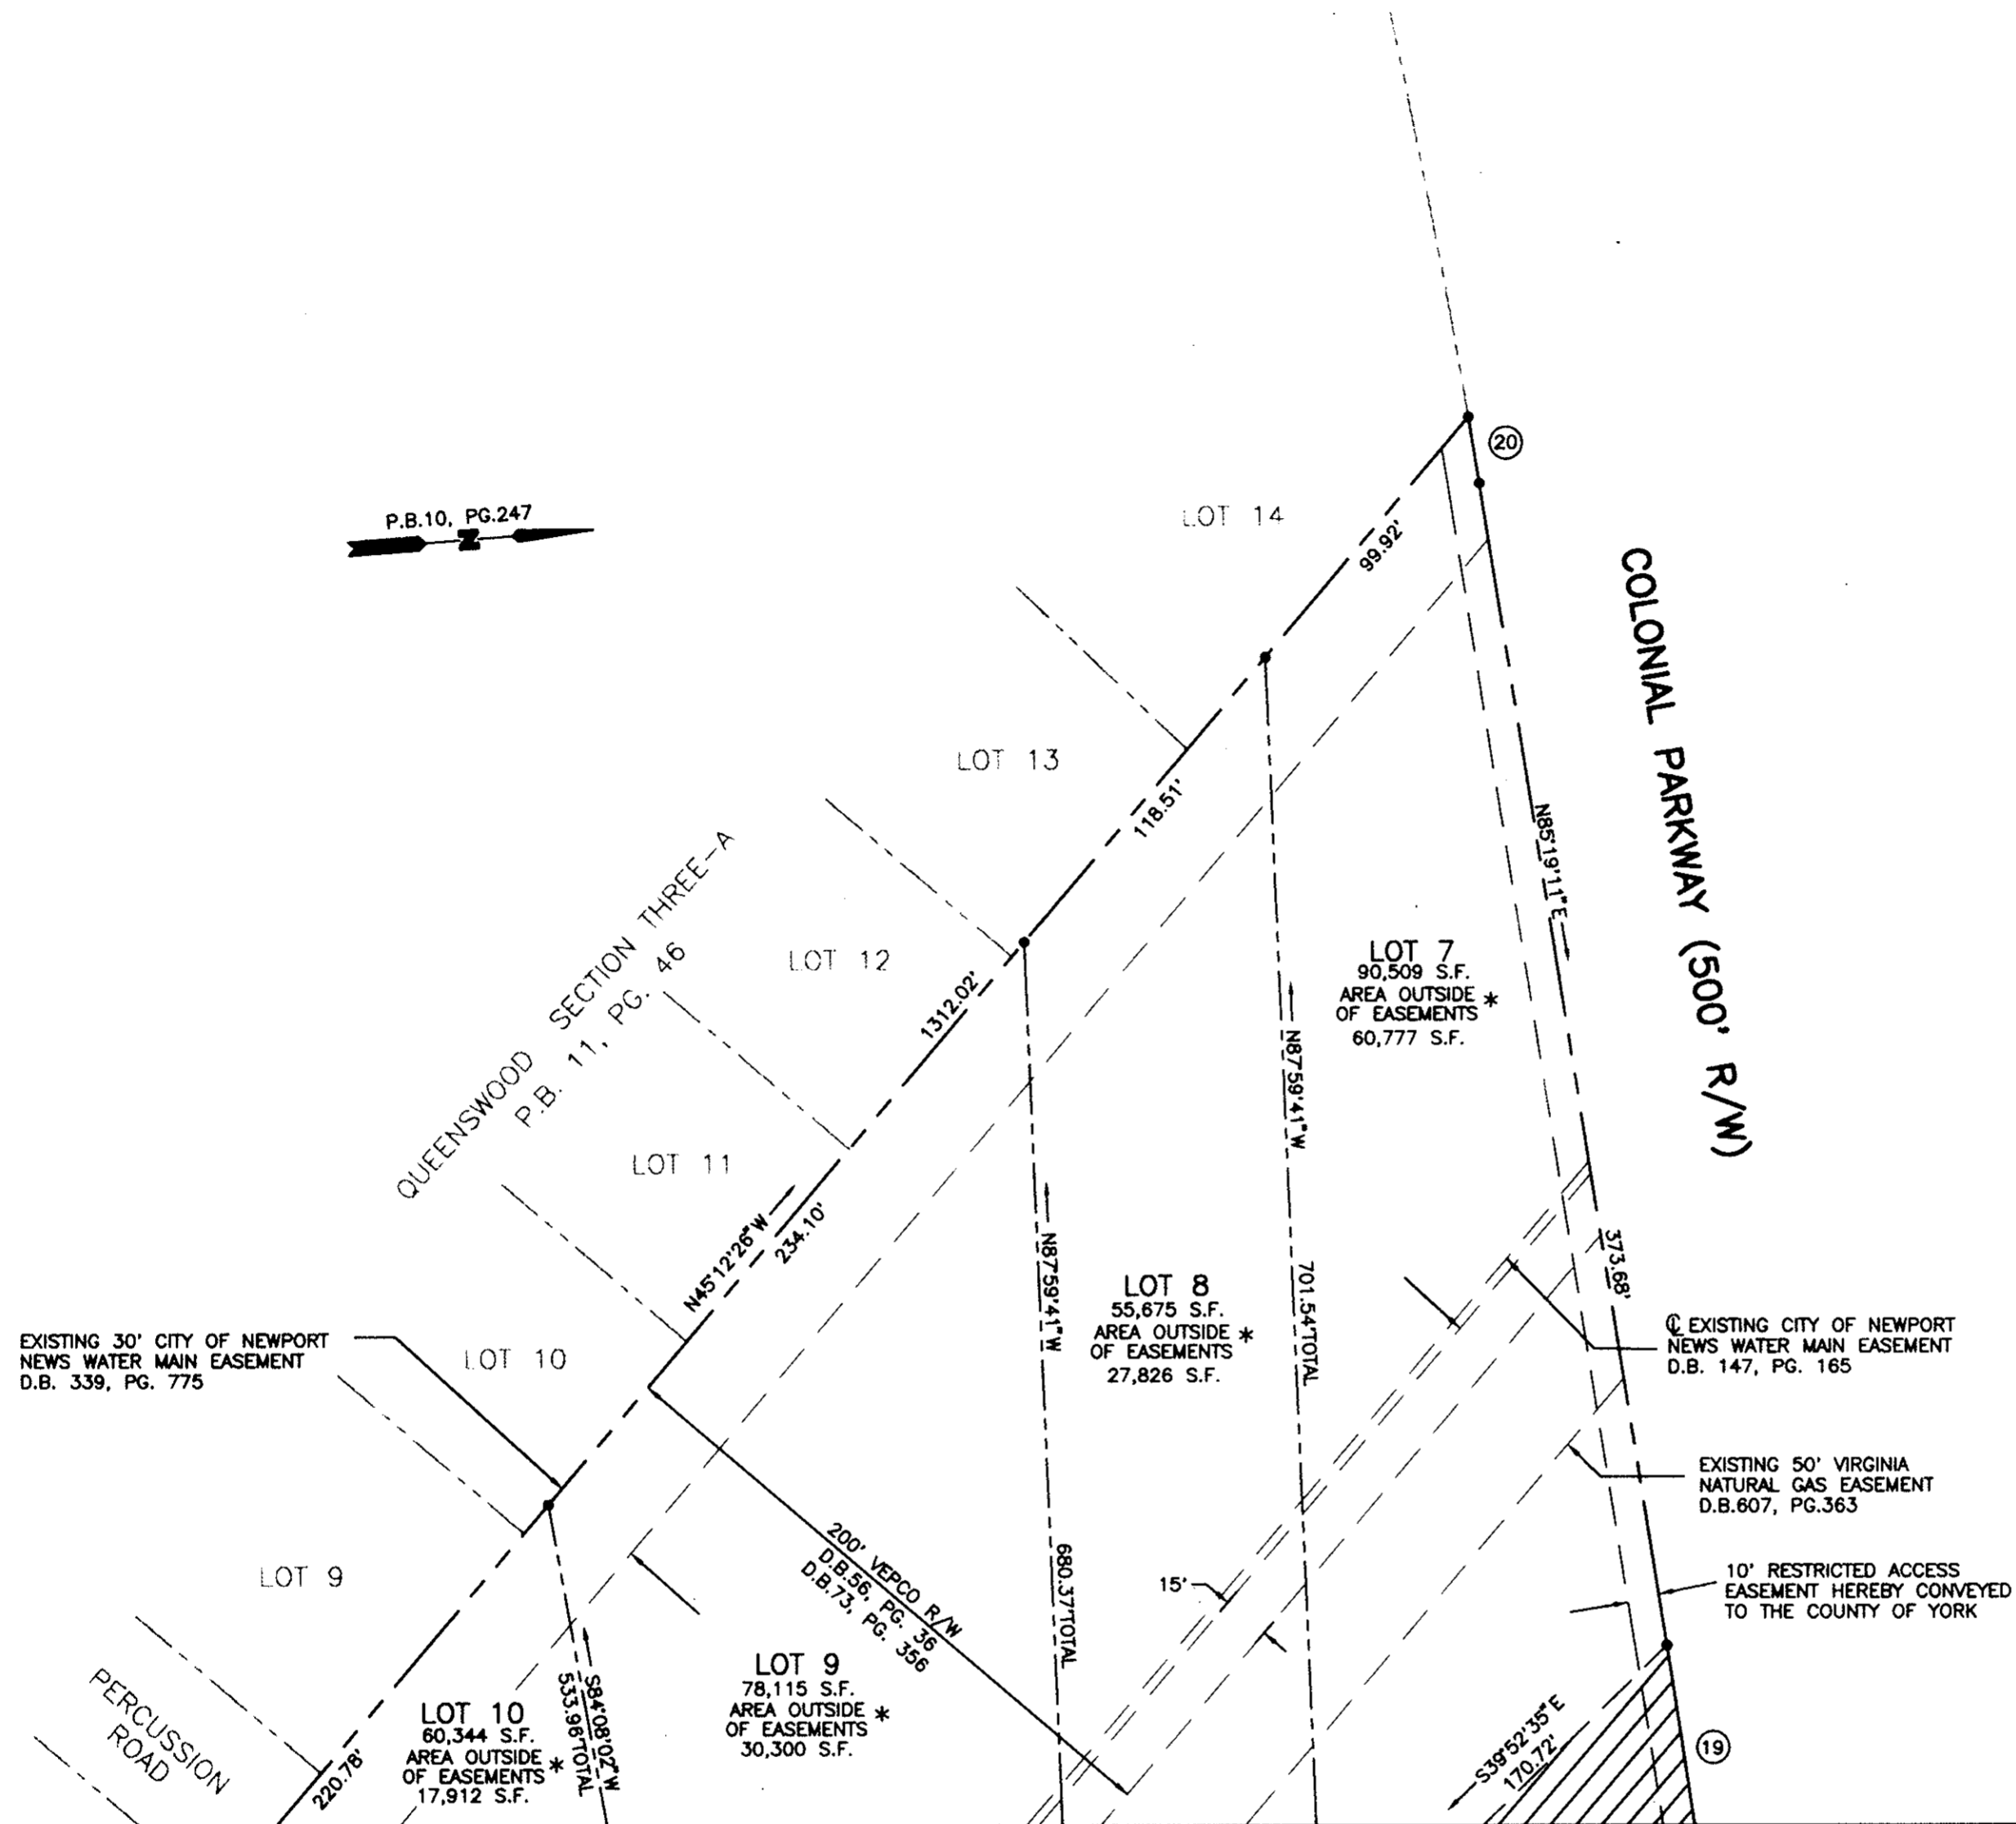 P.B.10, PG.247
N
20
LOT 14
99.92'
COLONIAL PARKWAY (500' R/W)
LOT 13
118.51'
N85°19'11"E
QUEENSWOOD SECTION THREE-A
P.B. 11, PG. 46
LOT 12
1312.02'
LOT 7
90,509 S.F.
AREA OUTSIDE *
OF EASEMENTS
60,777 S.F.
N87°59'41"W
701.54'TOTAL
LOT 11
N45°12'26"W
234.10'
N87°59'41"W
680.37'TOTAL
LOT 8
55,675 S.F.
AREA OUTSIDE *
OF EASEMENTS
27,826 S.F.
373.68'
EXISTING 30' CITY OF NEWPORT
NEWS WATER MAIN EASEMENT
D.B. 339, PG. 775
LOT 10
℄ EXISTING CITY OF NEWPORT
NEWS WATER MAIN EASEMENT
D.B. 147, PG. 165
EXISTING 50' VIRGINIA
NATURAL GAS EASEMENT
D.B.607, PG.363
LOT 9
200' VEPCO R/W
D.B.56, PG. 36
D.B.73, PG. 356
15'
10' RESTRICTED ACCESS
EASEMENT HEREBY CONVEYED
TO THE COUNTY OF YORK
PERCUSSION
ROAD
220.78'
LOT 10
60,344 S.F.
AREA OUTSIDE *
OF EASEMENTS
17,912 S.F.
S84°08'02"W
533.96'TOTAL
LOT 9
78,115 S.F.
AREA OUTSIDE *
OF EASEMENTS
30,300 S.F.
S39°52'35"E
170.72'
19